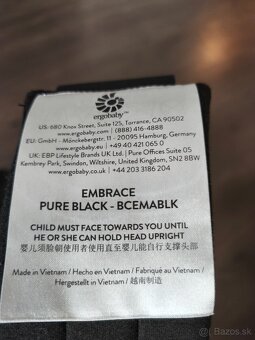 ergobaby
US: 680 Knox Street, Suite 125, Torrance, CA 90502
ergobaby.com | (888) 416-4888
EU: GmbH - Mönckebergstr. 11 - 20095 Hamburg, Germany
ergobaby.eu | +49 40 421 065 0
UK: EBP Lifestyle Brands UK Ltd. | Pure Offices Suite 05
Kembrey Park, Swindon, Wiltshire, United Kingdom, SN2 8BW
ergobaby.co.uk | +44 203 3186 204
EMBRACE
PURE BLACK - BCEMABLK
CHILD MUST FACE TOWARDS YOU UNTIL
HE OR SHE CAN HOLD HEAD UPRIGHT
婴儿须脸朝使用者使用直至婴儿能自行支撑头部
Made in Vietnam / Hecho en Vietnam / Fabriqué au Vietnam /
Hergestellt in Vietnam / 越南制造
Bazos.sk